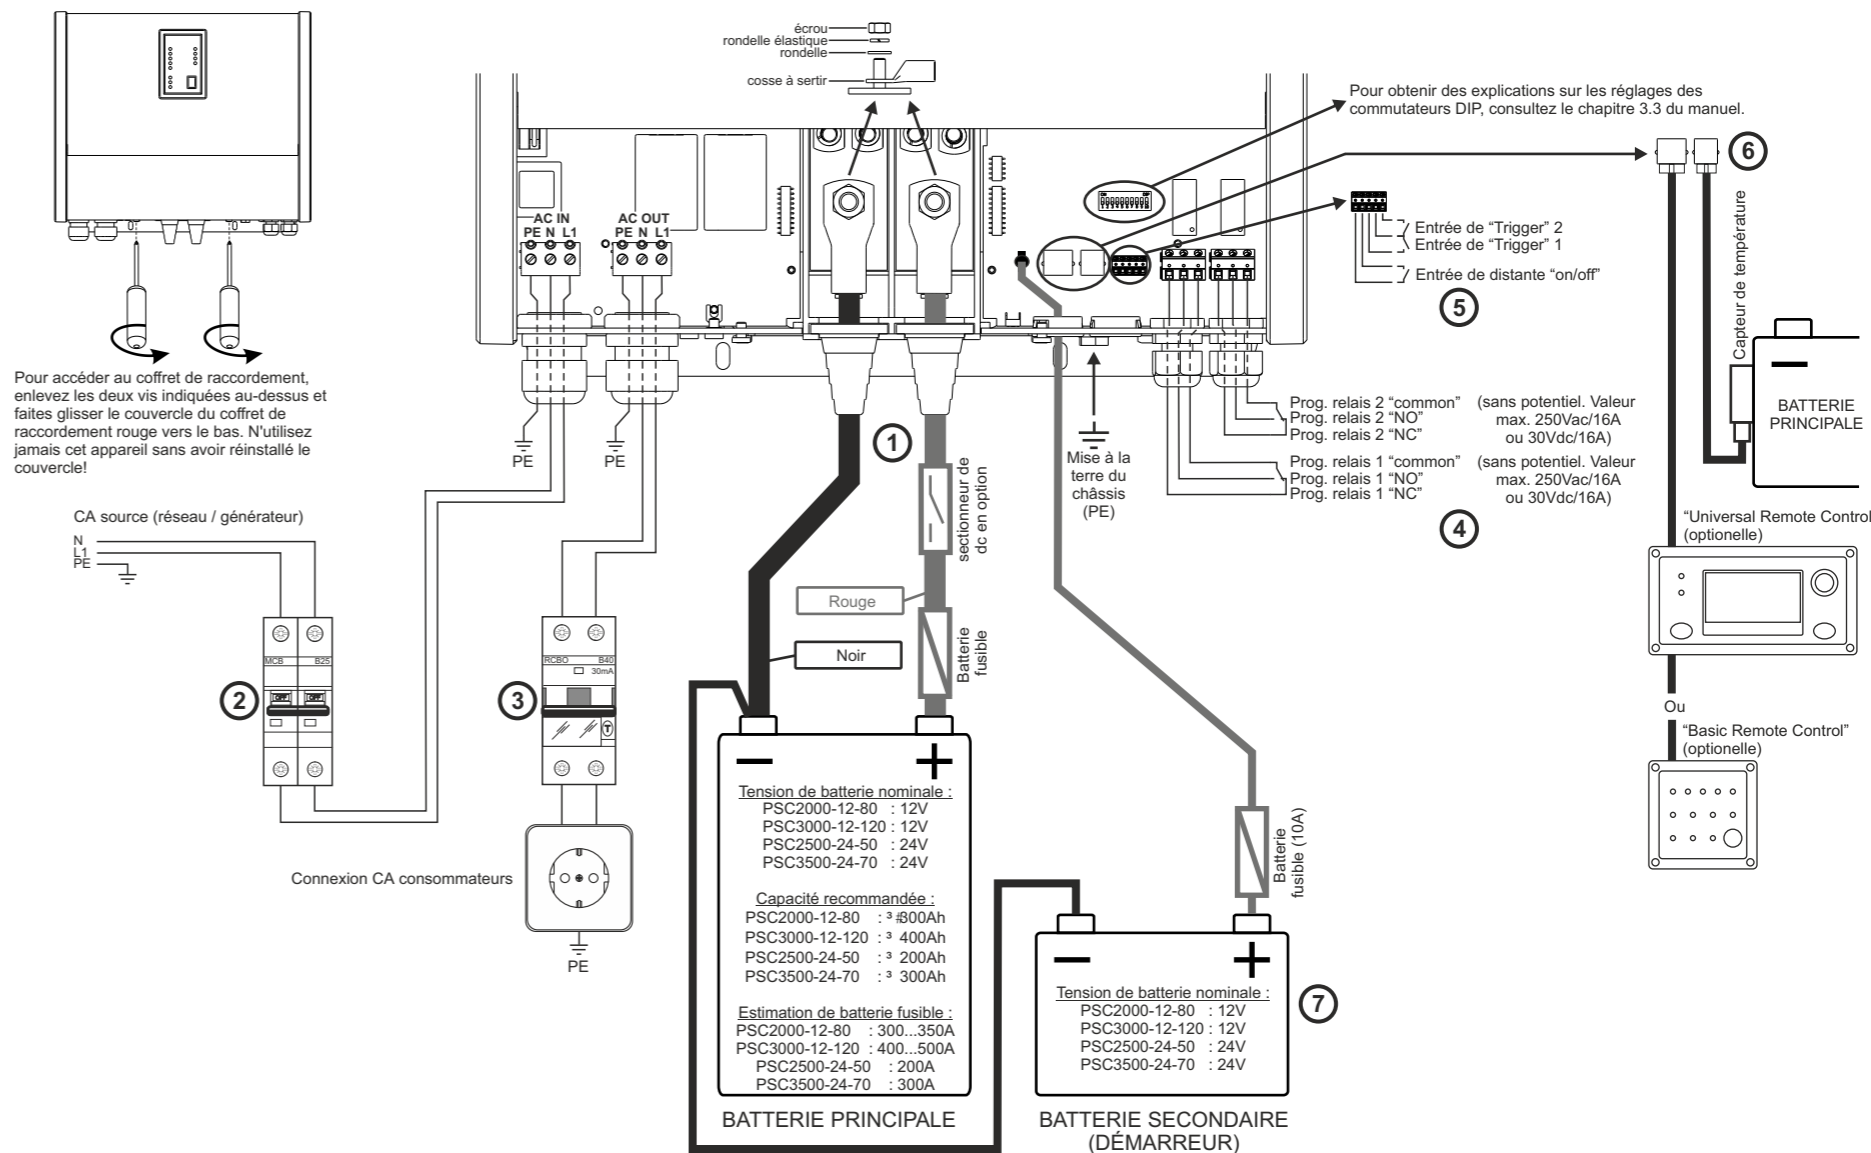 écrou
rondelle élastique
rondelle
cosse à sertir
Pour obtenir des explications sur les réglages des
commutateurs DIP, consultez le chapitre 3.3 du manuel.
6
AC IN
PE N L1
AC OUT
PE N L1
Entrée de “Trigger” 2
Entrée de “Trigger” 1
Entrée de distante “on/off”
5
Capteur de température
BATTERIE
PRINCIPALE
Pour accéder au coffret de raccordement,
enlevez les deux vis indiquées au-dessus et
faites glisser le couvercle du coffret de
raccordement rouge vers le bas. N'utilisez
jamais cet appareil sans avoir réinstallé le
couvercle!
PE
PE
1
Mise à la
terre du
châssis
(PE)
Prog. relais 2 “common”
Prog. relais 2 “NO”
Prog. relais 2 “NC”
(sans potentiel. Valeur
max. 250Vac/16A
ou 30Vdc/16A)
Prog. relais 1 “common”
Prog. relais 1 “NO”
Prog. relais 1 “NC”
(sans potentiel. Valeur
max. 250Vac/16A
ou 30Vdc/16A)
4
sectionneur de
dc en option
CA source (réseau / générateur)
N
L1
PE
“Universal Remote Control
(optionelle)
Rouge
Noir
Batterie
fusible
MCB B25
OFF OFF
2
RCBO B40
30mA
T
3
Ou
“Basic Remote Control”
(optionelle)
Connexion CA consommateurs
PE
Tension de batterie nominale :
PSC2000-12-80 : 12V
PSC3000-12-120 : 12V
PSC2500-24-50 : 24V
PSC3500-24-70 : 24V
Capacité recommandée :
PSC2000-12-80 : ³ #300Ah
PSC3000-12-120 : ³ 400Ah
PSC2500-24-50 : ³ 200Ah
PSC3500-24-70 : ³ 300Ah
Estimation de batterie fusible :
PSC2000-12-80 : 300...350A
PSC3000-12-120 : 400...500A
PSC2500-24-50 : 200A
PSC3500-24-70 : 300A
BATTERIE PRINCIPALE
Batterie
fusible (10A)
Tension de batterie nominale :
PSC2000-12-80 : 12V
PSC3000-12-120 : 12V
PSC2500-24-50 : 24V
PSC3500-24-70 : 24V
7
BATTERIE SECONDAIRE
(DÉMARREUR)